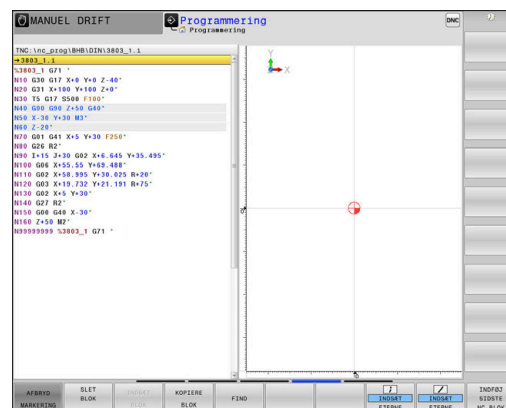 MANUEL DRIFT
Programmering
Programmering
DNC
TNC:\nc_prog\BHB\DIN\3803_1.i
→3803_1.i
%3803_1 G71 *
N10 G30 G17 X+0 Y+0 Z-40*
N20 G31 X+100 Y+100 Z+0*
N30 T5 G17 S500 F100*
N40 G00 G90 Z+50 G40*
N50 X-30 Y+30 M3*
N60 Z-20*
N70 G01 G41 X+5 Y+30 F250*
N80 G26 R2*
N90 I+15 J+30 G02 X+6.645 Y+35.495*
N100 G06 X+55.55 Y+69.488*
N110 G02 X+58.995 Y+30.025 R+20*
N120 G03 X+19.732 Y+21.191 R+75*
N130 G02 X+5 Y+30*
N140 G27 R2*
N150 G00 G40 X-30*
N160 Z+50 M2*
N99999999 %3803_1 G71 *
Y
X
0
0
AFBRYD
MARKERING
SLET
BLOK
INDSÆT
BLOK
KOPIERE
BLOK
FIND
INDSÆT
INDSÆT
INDFØJ
SIDSTE
NC BLOK